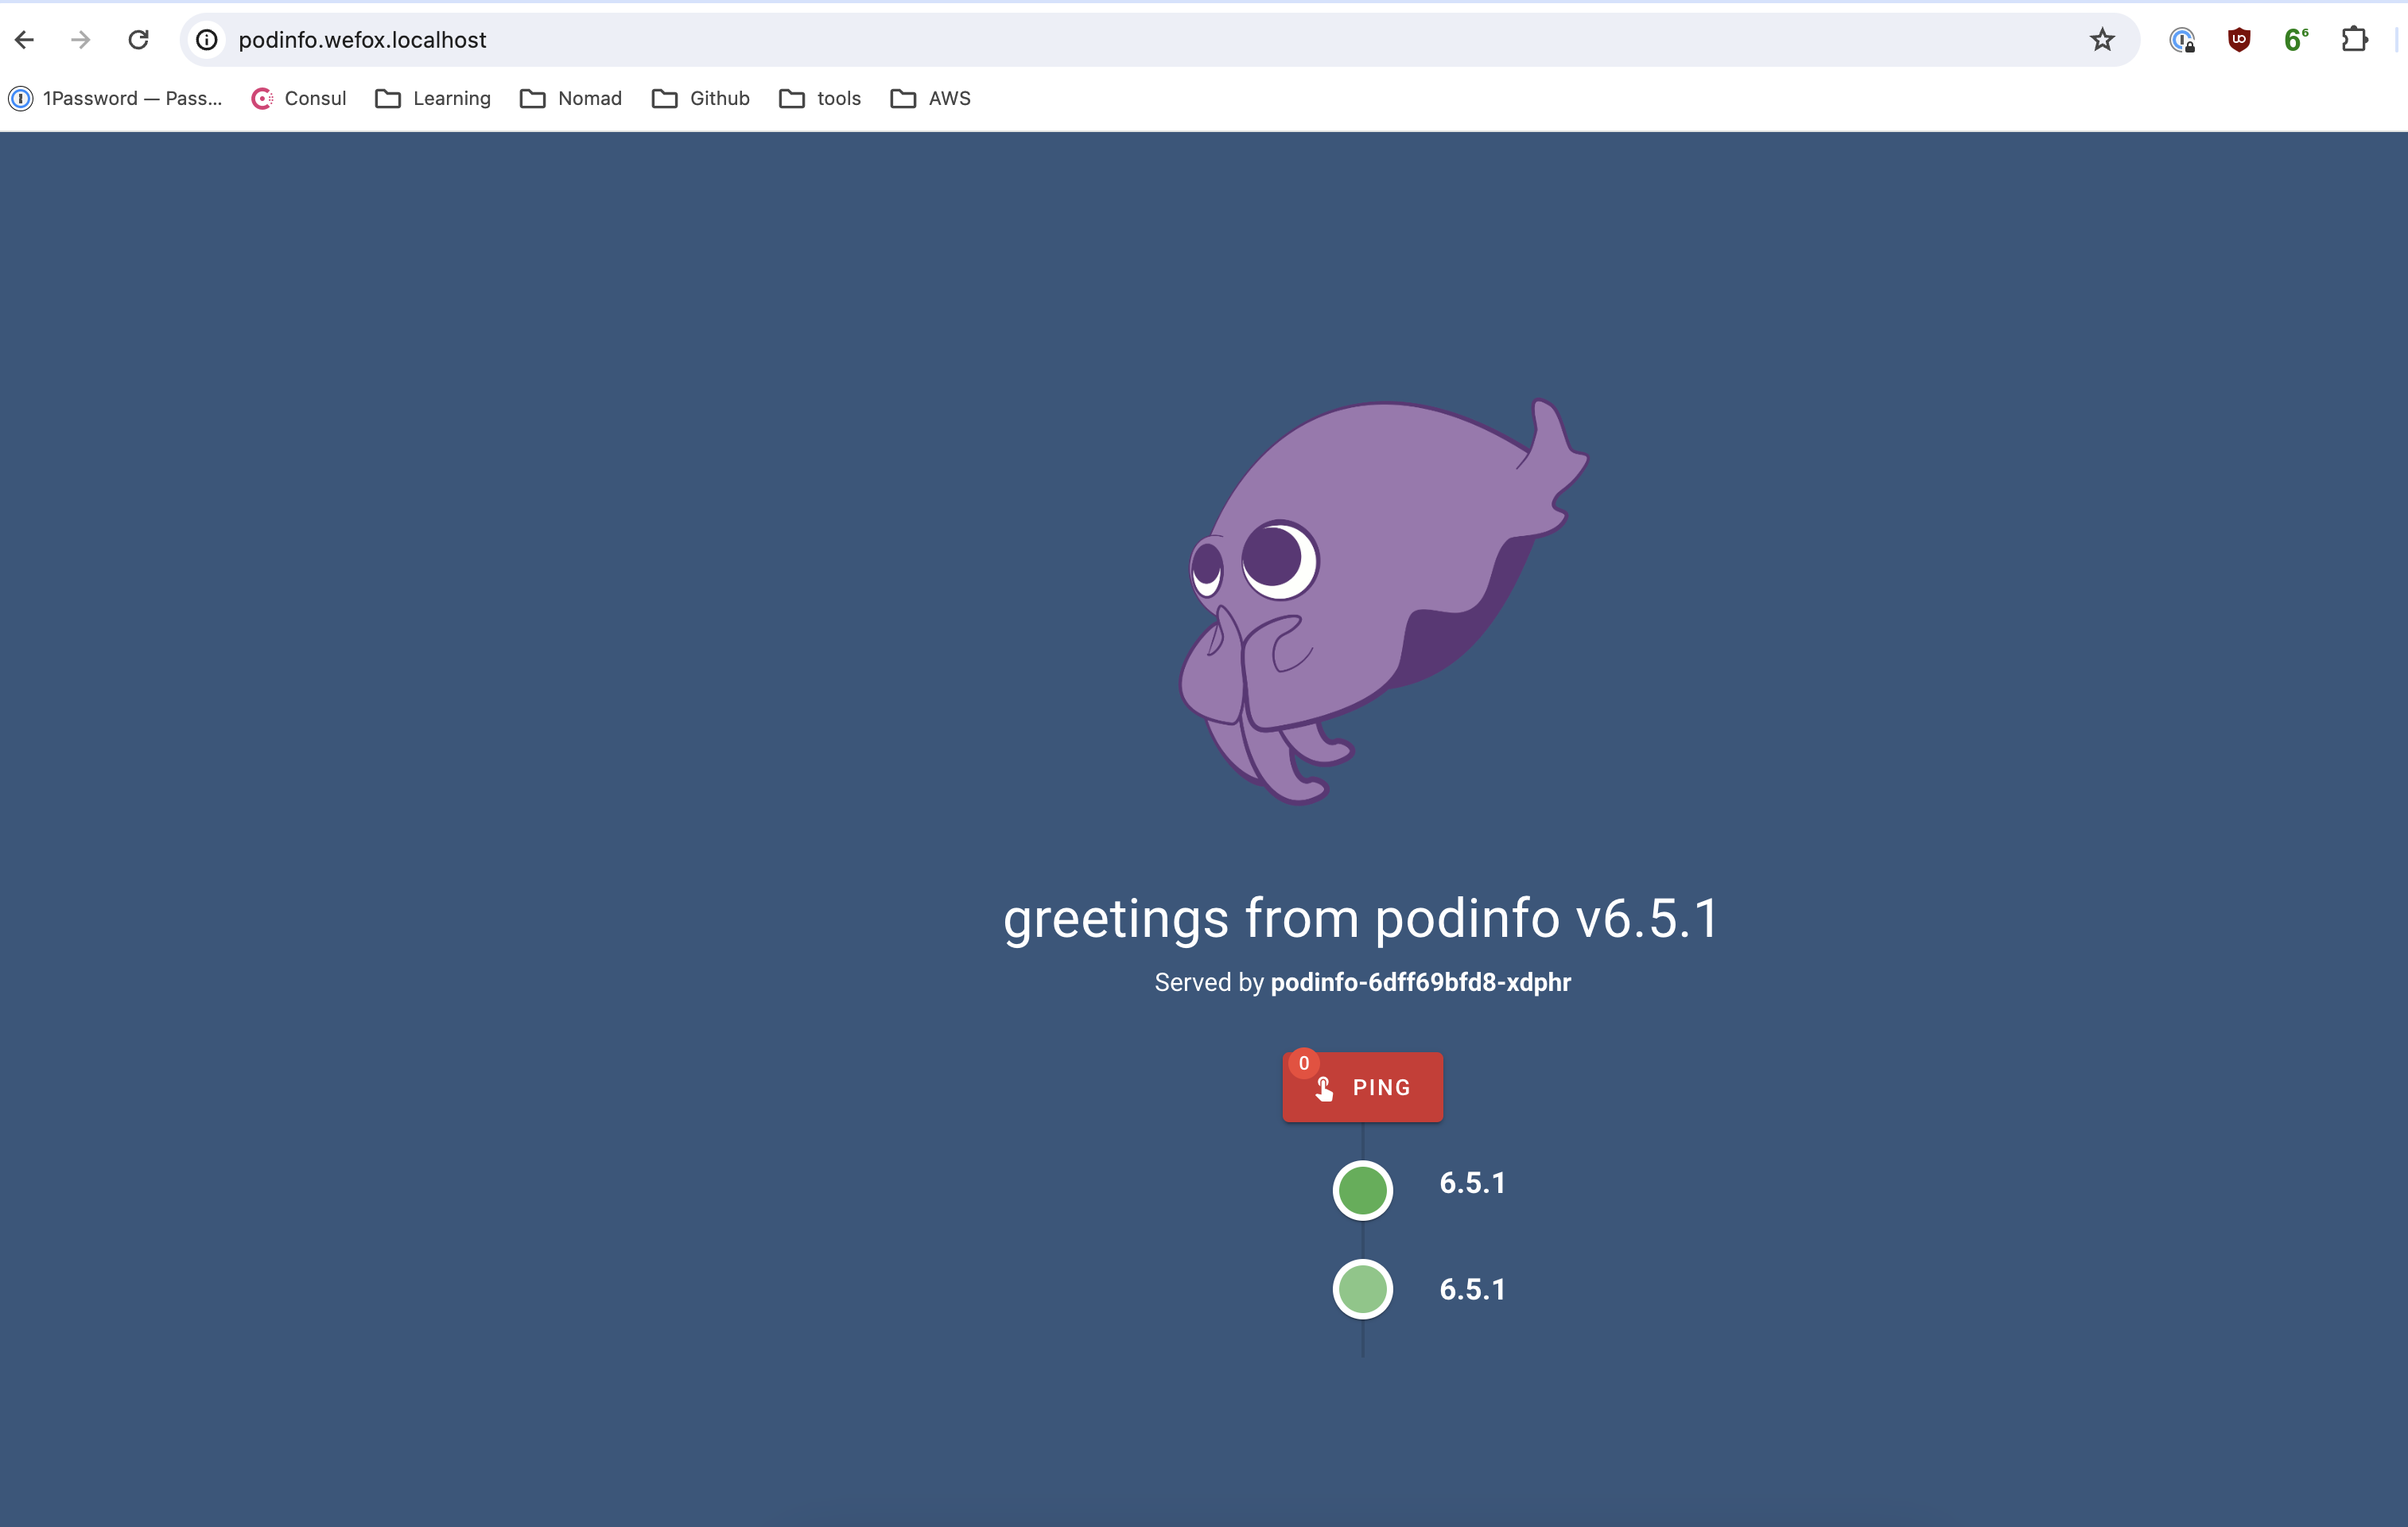 podinfo.wefox.localhost
6⁶
1Password — Pass... Consul Learning Nomad Github tools AWS
greetings from podinfo v6.5.1
Served by podinfo-6dff69bfd8-xdphr
0
PING
6.5.1
6.5.1